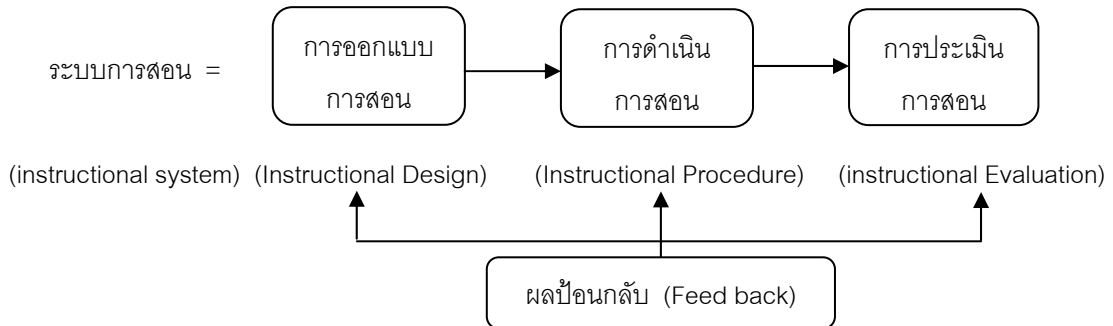 ระบบการสอน =
การออกแบบ
การสอน
การดำเนิน
การสอน
การประเมิน
การสอน
(instructional system) (Instructional Design) (Instructional Procedure) (instructional Evaluation)
ผลป้อนกลับ (Feed back)